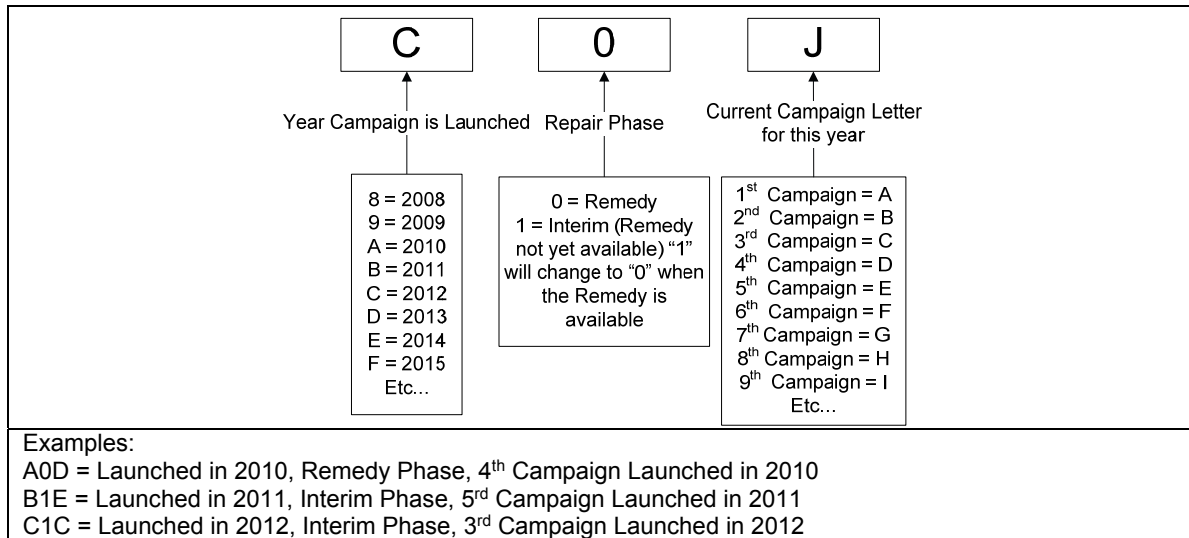 C 0 J
Year Campaign is Launched
Repair Phase
Current Campaign Letter
for this year
8 = 2008
9 = 2009
A = 2010
B = 2011
C = 2012
D = 2013
E = 2014
F = 2015
Etc...
0 = Remedy
1 = Interim (Remedy
not yet available) “1”
will change to “0” when
the Remedy is
available
1st Campaign = A
2nd Campaign = B
3rd Campaign = C
4th Campaign = D
5th Campaign = E
6th Campaign = F
7th Campaign = G
8th Campaign = H
9th Campaign = I
Etc...
Examples:
A0D = Launched in 2010, Remedy Phase, 4th Campaign Launched in 2010
B1E = Launched in 2011, Interim Phase, 5rd Campaign Launched in 2011
C1C = Launched in 2012, Interim Phase, 3rd Campaign Launched in 2012